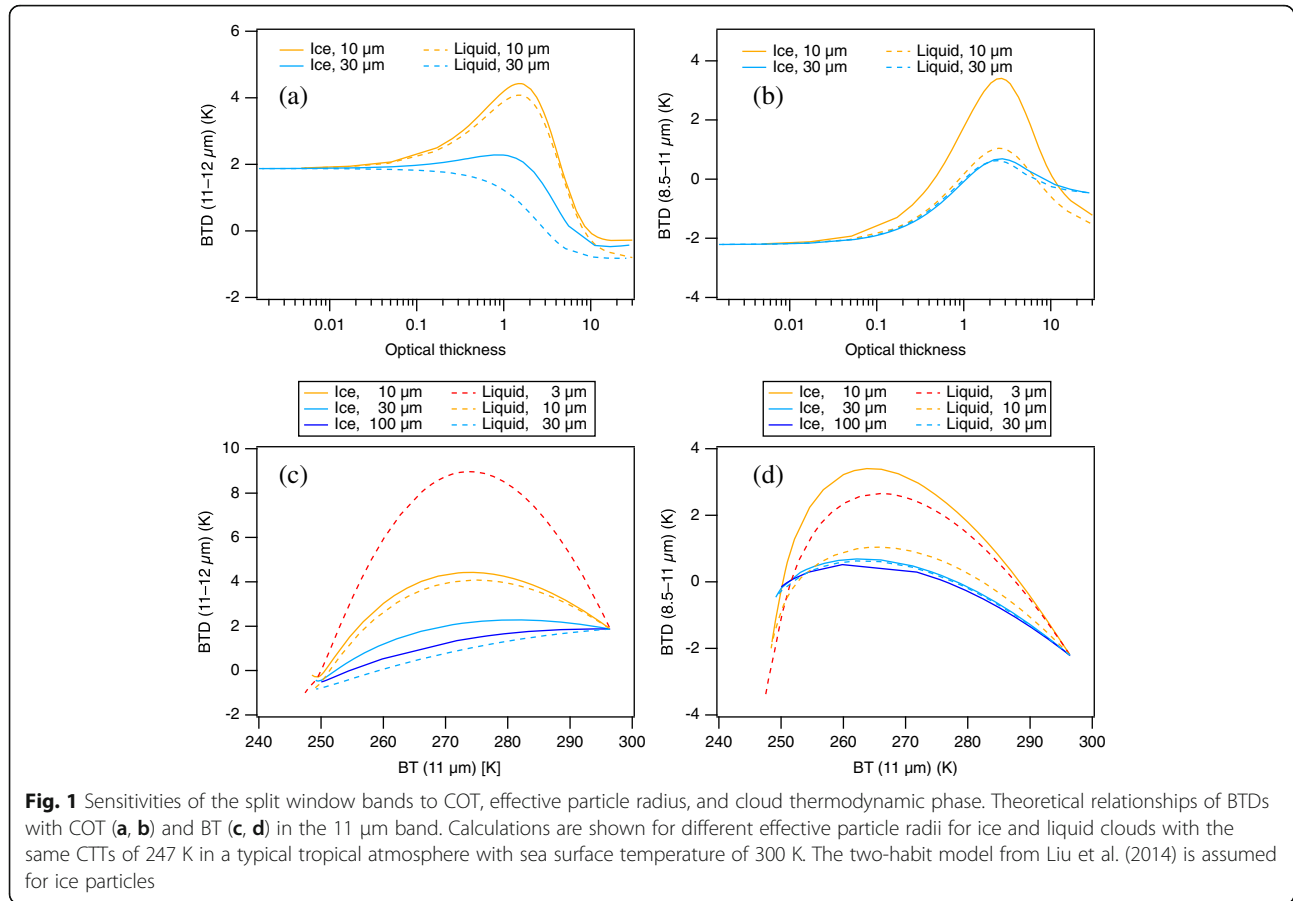 Ice, 10 µm
Liquid, 10 µm
Ice, 30 µm
Liquid, 30 µm
(a)
BTD (11–12 µm) (K)
6
4
2
0
-2
0.01
0.1
1
10
Optical thickness
Ice, 10 µm
Liquid, 10 µm
Ice, 30 µm
Liquid, 30 µm
(b)
BTD (8.5–11 µm) (K)
4
2
0
-2
-4
0.01
0.1
1
10
Optical thickness
Ice, 10 µm
Liquid, 3 µm
Ice, 30 µm
Liquid, 10 µm
Ice, 100 µm
Liquid, 30 µm
(c)
BTD (11–12 µm) (K)
10
8
6
4
2
0
-2
240
250
260
270
280
290
300
BT (11 µm) [K]
Ice, 10 µm
Liquid, 3 µm
Ice, 30 µm
Liquid, 10 µm
Ice, 100 µm
Liquid, 30 µm
(d)
BTD (8.5–11 µm) (K)
4
2
0
-2
-4
240
250
260
270
280
290
300
BT (11 µm) (K)
Fig. 1 Sensitivities of the split window bands to COT, effective particle radius, and cloud thermodynamic phase. Theoretical relationships of BTDs
with COT (a, b) and BT (c, d) in the 11 µm band. Calculations are shown for different effective particle radii for ice and liquid clouds with the
same CTTs of 247 K in a typical tropical atmosphere with sea surface temperature of 300 K. The two-habit model from Liu et al. (2014) is assumed
for ice particles